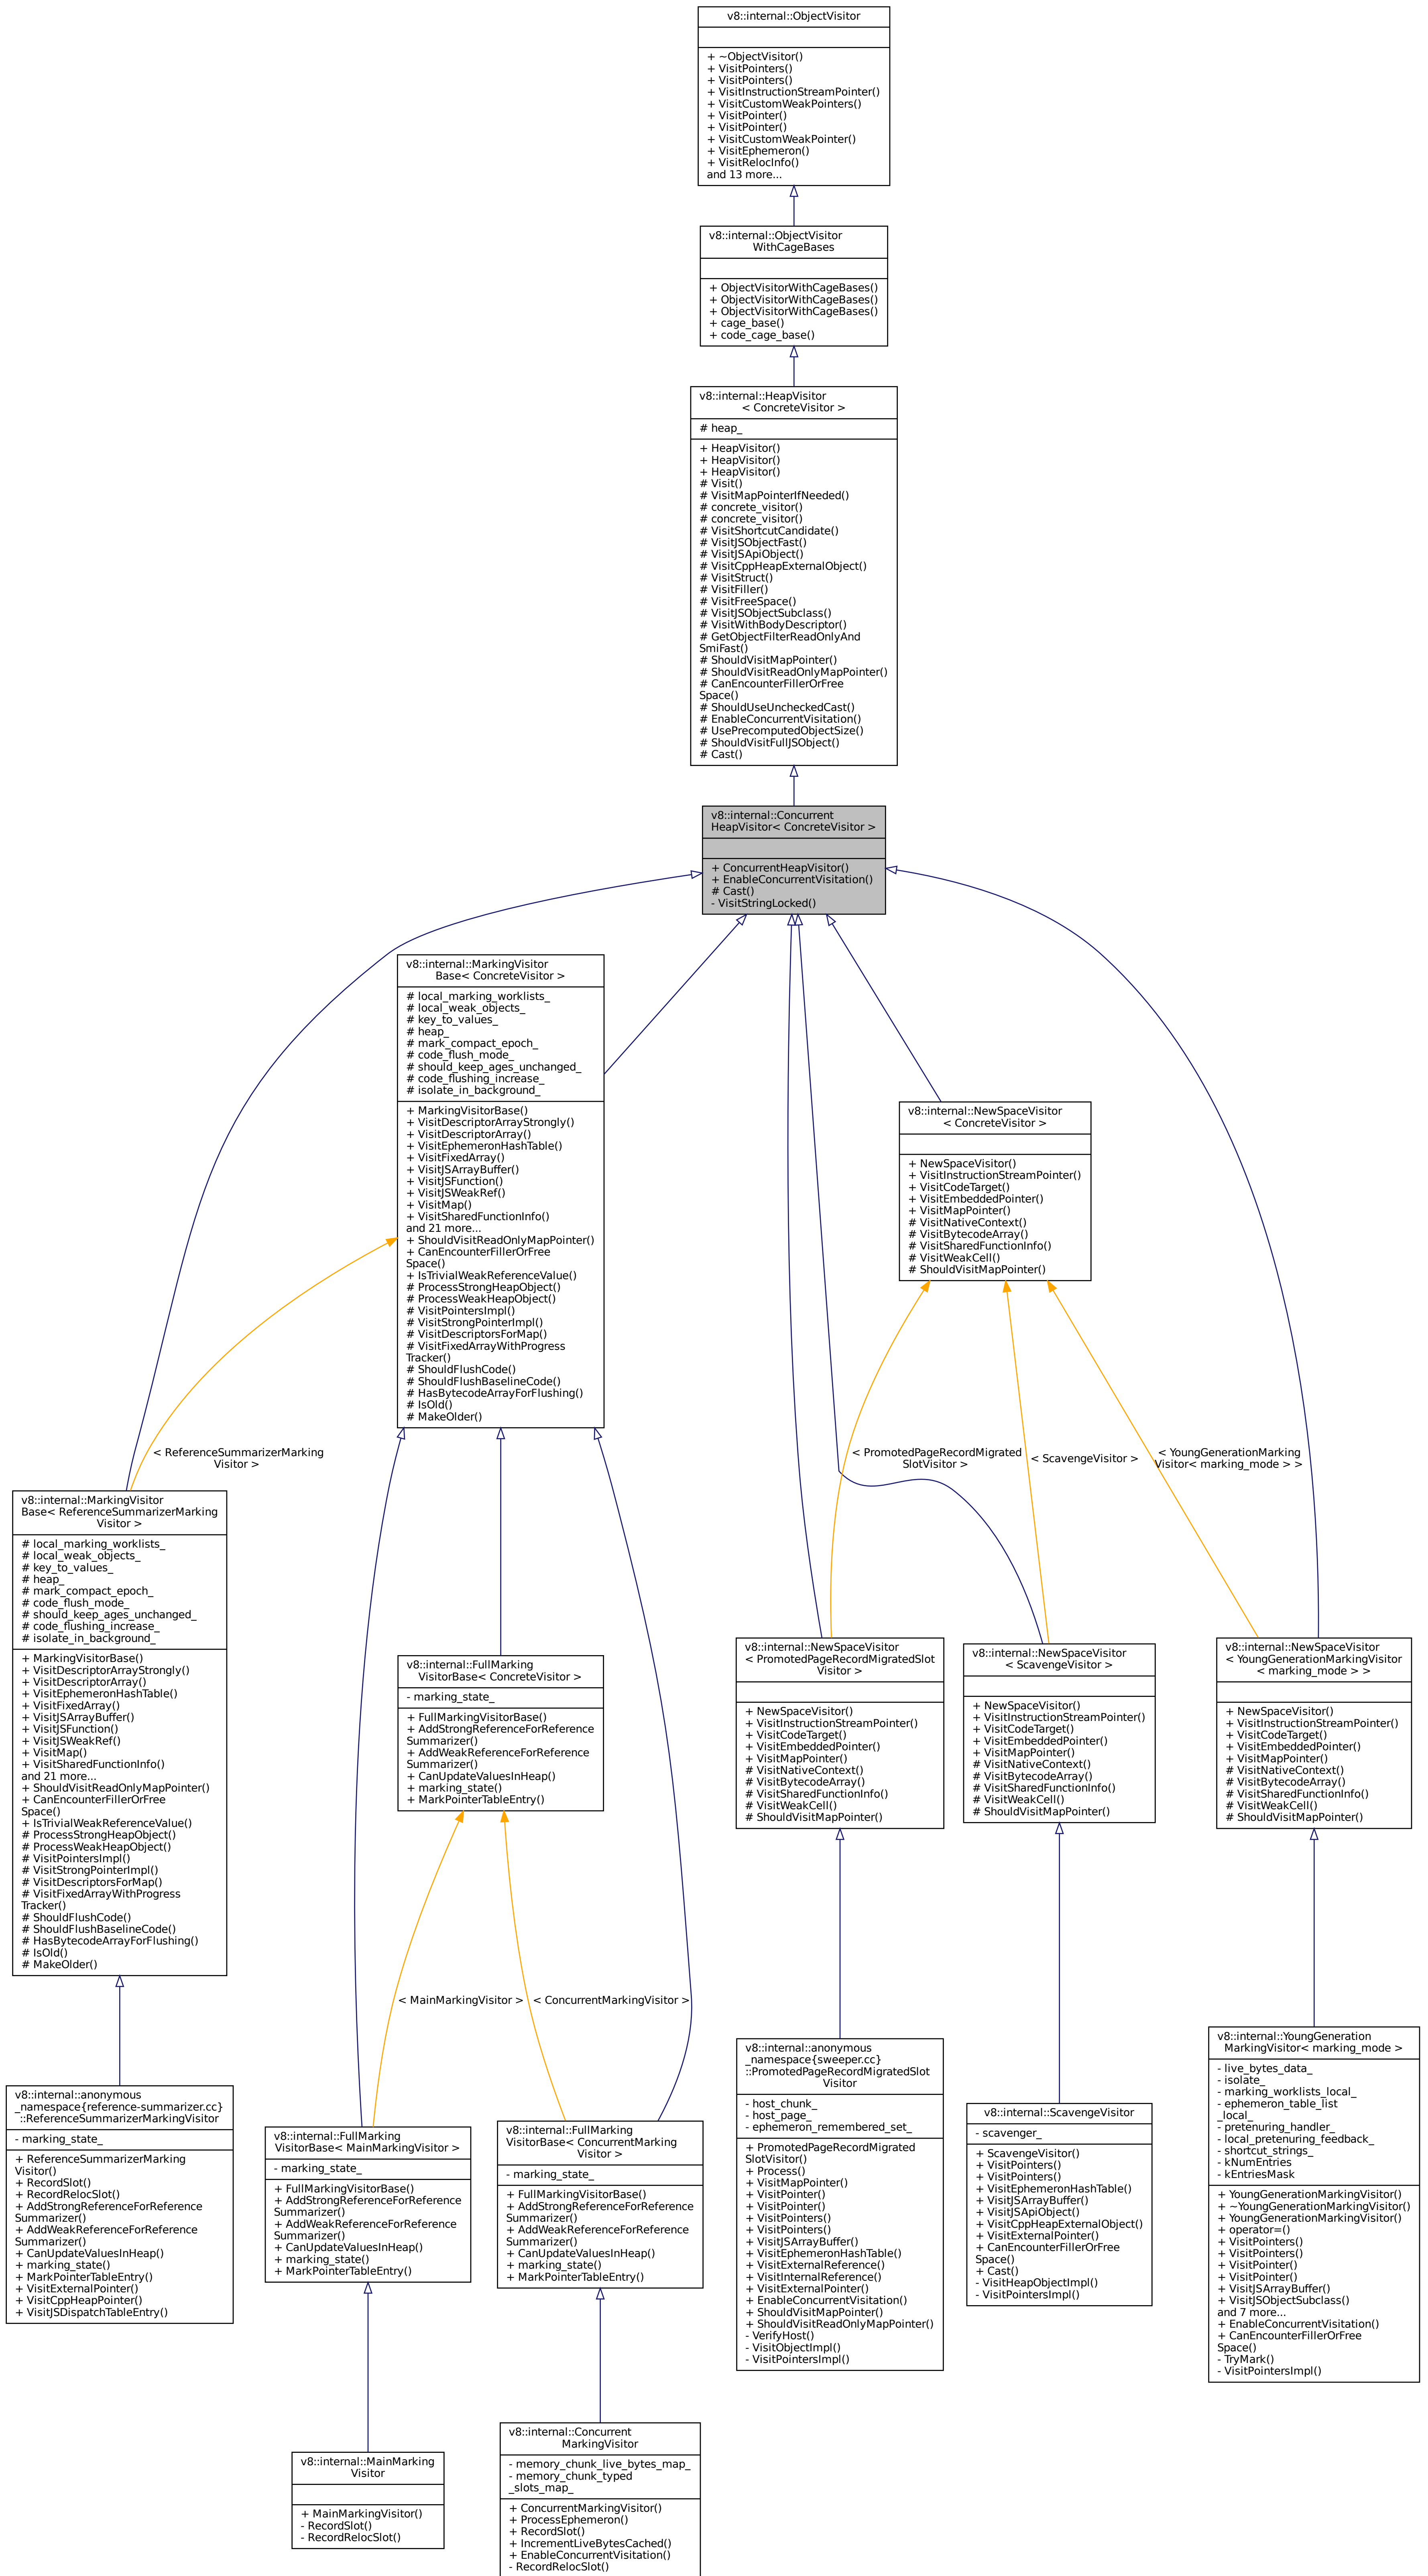 v8::internal::ObjectVisitor
+ ~ObjectVisitor()
+ VisitPointers()
+ VisitPointers()
+ VisitInstructionStreamPointer()
+ VisitCustomWeakPointers()
+ VisitPointer()
+ VisitPointer()
+ VisitCustomWeakPointer()
+ VisitEphemeron()
+ VisitRelocInfo()
and 13 more...
v8::internal::ObjectVisitor
WithCageBases
+ ObjectVisitorWithCageBases()
+ ObjectVisitorWithCageBases()
+ ObjectVisitorWithCageBases()
+ cage_base()
+ code_cage_base()
v8::internal::HeapVisitor
< ConcreteVisitor >
# heap_
+ HeapVisitor()
+ HeapVisitor()
+ HeapVisitor()
# Visit()
# VisitMapPointerIfNeeded()
# concrete_visitor()
# concrete_visitor()
# VisitShortcutCandidate()
# VisitJSObjectFast()
# VisitJSApiObject()
# VisitCppHeapExternalObject()
# VisitStruct()
# VisitFiller()
# VisitFreeSpace()
# VisitJSObjectSubclass()
# VisitWithBodyDescriptor()
# GetObjectFilterReadOnlyAnd
SmiFast()
# ShouldVisitMapPointer()
# ShouldVisitReadOnlyMapPointer()
# CanEncounterFillerOrFree
Space()
# ShouldUseUncheckedCast()
# EnableConcurrentVisitation()
# UsePrecomputedObjectSize()
# ShouldVisitFullJSObject()
# Cast()
v8::internal::Concurrent
HeapVisitor< ConcreteVisitor >
+ ConcurrentHeapVisitor()
+ EnableConcurrentVisitation()
# Cast()
- VisitStringLocked()
v8::internal::MarkingVisitor
Base< ConcreteVisitor >
# local_marking_worklists_
# local_weak_objects_
# key_to_values_
# heap_
# mark_compact_epoch_
# code_flush_mode_
# should_keep_ages_unchanged_
# code_flushing_increase_
# isolate_in_background_
+ MarkingVisitorBase()
+ VisitDescriptorArrayStrongly()
+ VisitDescriptorArray()
+ VisitEphemeronHashTable()
+ VisitFixedArray()
+ VisitJSArrayBuffer()
+ VisitJSFunction()
+ VisitJSWeakRef()
+ VisitMap()
+ VisitSharedFunctionInfo()
and 21 more...
+ ShouldVisitReadOnlyMapPointer()
+ CanEncounterFillerOrFree
Space()
+ IsTrivialWeakReferenceValue()
# ProcessStrongHeapObject()
# ProcessWeakHeapObject()
# VisitPointersImpl()
# VisitStrongPointerImpl()
# VisitDescriptorsForMap()
# VisitFixedArrayWithProgress
Tracker()
# ShouldFlushCode()
# ShouldFlushBaselineCode()
# HasBytecodeArrayForFlushing()
# IsOld()
# MakeOlder()
v8::internal::NewSpaceVisitor
< ConcreteVisitor >
+ NewSpaceVisitor()
+ VisitInstructionStreamPointer()
+ VisitCodeTarget()
+ VisitEmbeddedPointer()
+ VisitMapPointer()
# VisitNativeContext()
# VisitBytecodeArray()
# VisitSharedFunctionInfo()
# VisitWeakCell()
# ShouldVisitMapPointer()
< ReferenceSummarizerMarking
Visitor >
< PromotedPageRecordMigrated
SlotVisitor >
< ScavengeVisitor >
< YoungGenerationMarking
Visitor< marking_mode > >
v8::internal::MarkingVisitor
Base< ReferenceSummarizerMarking
Visitor >
# local_marking_worklists_
# local_weak_objects_
# key_to_values_
# heap_
# mark_compact_epoch_
# code_flush_mode_
# should_keep_ages_unchanged_
# code_flushing_increase_
# isolate_in_background_
+ MarkingVisitorBase()
+ VisitDescriptorArrayStrongly()
+ VisitDescriptorArray()
+ VisitEphemeronHashTable()
+ VisitFixedArray()
+ VisitJSArrayBuffer()
+ VisitJSFunction()
+ VisitJSWeakRef()
+ VisitMap()
+ VisitSharedFunctionInfo()
and 21 more...
+ ShouldVisitReadOnlyMapPointer()
+ CanEncounterFillerOrFree
Space()
+ IsTrivialWeakReferenceValue()
# ProcessStrongHeapObject()
# ProcessWeakHeapObject()
# VisitPointersImpl()
# VisitStrongPointerImpl()
# VisitDescriptorsForMap()
# VisitFixedArrayWithProgress
Tracker()
# ShouldFlushCode()
# ShouldFlushBaselineCode()
# HasBytecodeArrayForFlushing()
# IsOld()
# MakeOlder()
v8::internal::FullMarking
VisitorBase< ConcreteVisitor >
- marking_state_
+ FullMarkingVisitorBase()
+ AddStrongReferenceForReference
Summarizer()
+ AddWeakReferenceForReference
Summarizer()
+ CanUpdateValuesInHeap()
+ marking_state()
+ MarkPointerTableEntry()
v8::internal::NewSpaceVisitor
< PromotedPageRecordMigratedSlot
Visitor >
+ NewSpaceVisitor()
+ VisitInstructionStreamPointer()
+ VisitCodeTarget()
+ VisitEmbeddedPointer()
+ VisitMapPointer()
# VisitNativeContext()
# VisitBytecodeArray()
# VisitSharedFunctionInfo()
# VisitWeakCell()
# ShouldVisitMapPointer()
v8::internal::NewSpaceVisitor
< ScavengeVisitor >
+ NewSpaceVisitor()
+ VisitInstructionStreamPointer()
+ VisitCodeTarget()
+ VisitEmbeddedPointer()
+ VisitMapPointer()
# VisitNativeContext()
# VisitBytecodeArray()
# VisitSharedFunctionInfo()
# VisitWeakCell()
# ShouldVisitMapPointer()
v8::internal::NewSpaceVisitor
< YoungGenerationMarkingVisitor
< marking_mode > >
+ NewSpaceVisitor()
+ VisitInstructionStreamPointer()
+ VisitCodeTarget()
+ VisitEmbeddedPointer()
+ VisitMapPointer()
# VisitNativeContext()
# VisitBytecodeArray()
# VisitSharedFunctionInfo()
# VisitWeakCell()
# ShouldVisitMapPointer()
< MainMarkingVisitor >
< ConcurrentMarkingVisitor >
v8::internal::anonymous
_namespace{reference-summarizer.cc}
::ReferenceSummarizerMarkingVisitor
- marking_state_
+ ReferenceSummarizerMarking
Visitor()
+ RecordSlot()
+ RecordRelocSlot()
+ AddStrongReferenceForReference
Summarizer()
+ AddWeakReferenceForReference
Summarizer()
+ CanUpdateValuesInHeap()
+ marking_state()
+ MarkPointerTableEntry()
+ VisitExternalPointer()
+ VisitCppHeapPointer()
+ VisitJSDispatchTableEntry()
v8::internal::FullMarking
VisitorBase< MainMarkingVisitor >
- marking_state_
+ FullMarkingVisitorBase()
+ AddStrongReferenceForReference
Summarizer()
+ AddWeakReferenceForReference
Summarizer()
+ CanUpdateValuesInHeap()
+ marking_state()
+ MarkPointerTableEntry()
v8::internal::FullMarking
VisitorBase< ConcurrentMarking
Visitor >
- marking_state_
+ FullMarkingVisitorBase()
+ AddStrongReferenceForReference
Summarizer()
+ AddWeakReferenceForReference
Summarizer()
+ CanUpdateValuesInHeap()
+ marking_state()
+ MarkPointerTableEntry()
v8::internal::anonymous
_namespace{sweeper.cc}
::PromotedPageRecordMigratedSlot
Visitor
- host_chunk_
- host_page_
- ephemeron_remembered_set_
+ PromotedPageRecordMigrated
SlotVisitor()
+ Process()
+ VisitMapPointer()
+ VisitPointer()
+ VisitPointer()
+ VisitPointers()
+ VisitPointers()
+ VisitJSArrayBuffer()
+ VisitEphemeronHashTable()
+ VisitExternalReference()
+ VisitInternalReference()
+ VisitExternalPointer()
+ EnableConcurrentVisitation()
+ ShouldVisitMapPointer()
+ ShouldVisitReadOnlyMapPointer()
- VerifyHost()
- VisitObjectImpl()
- VisitPointersImpl()
v8::internal::ScavengeVisitor
- scavenger_
+ ScavengeVisitor()
+ VisitPointers()
+ VisitPointers()
+ VisitEphemeronHashTable()
+ VisitJSArrayBuffer()
+ VisitJSApiObject()
+ VisitCppHeapExternalObject()
+ VisitExternalPointer()
+ CanEncounterFillerOrFree
Space()
+ Cast()
- VisitHeapObjectImpl()
- VisitPointersImpl()
v8::internal::YoungGeneration
MarkingVisitor< marking_mode >
- live_bytes_data_
- isolate_
- marking_worklists_local_
- ephemeron_table_list
_local_
- pretenuring_handler_
- local_pretenuring_feedback_
- shortcut_strings_
- kNumEntries
- kEntriesMask
+ YoungGenerationMarkingVisitor()
+ ~YoungGenerationMarkingVisitor()
+ YoungGenerationMarkingVisitor()
+ operator=()
+ VisitPointers()
+ VisitPointers()
+ VisitPointer()
+ VisitPointer()
+ VisitJSArrayBuffer()
+ VisitJSObjectSubclass()
and 7 more...
+ EnableConcurrentVisitation()
+ CanEncounterFillerOrFree
Space()
- TryMark()
- VisitPointersImpl()
v8::internal::MainMarking
Visitor
+ MainMarkingVisitor()
- RecordSlot()
- RecordRelocSlot()
v8::internal::Concurrent
MarkingVisitor
- memory_chunk_live_bytes_map_
- memory_chunk_typed
_slots_map_
+ ConcurrentMarkingVisitor()
+ ProcessEphemeron()
+ RecordSlot()
+ IncrementLiveBytesCached()
+ EnableConcurrentVisitation()
- RecordRelocSlot()